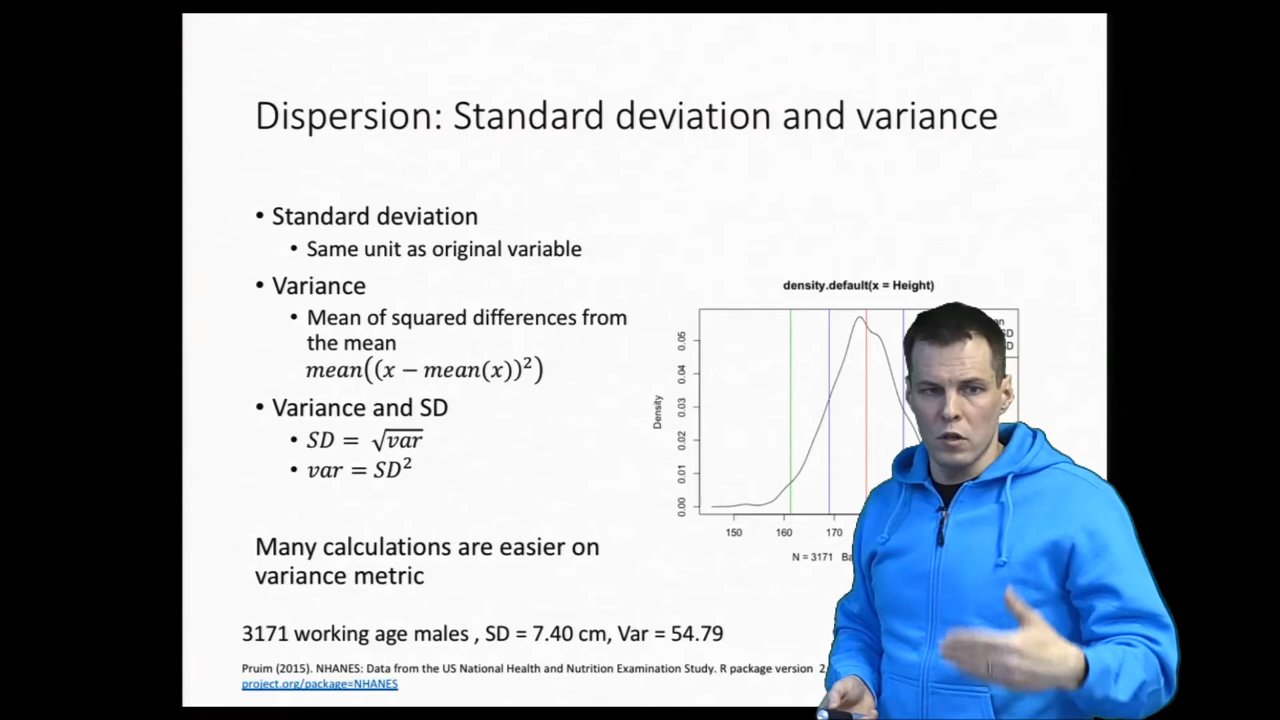 Dispersion: Standard deviation and variance
• Standard deviation
• Same unit as original variable
• Variance
• Mean of squared differences from
the mean
mean((x − mean(x))²)
• Variance and SD
• SD = √var
• var = SD²
Many calculations are easier on
variance metric
3171 working age males , SD = 7.40 cm, Var = 54.79
Pruim (2015). NHANES: Data from the US National Health and Nutrition Examination Study. R package version 2
project.org/package=NHANES
density.default(x = Height)
Density
0.05
0.04
0.03
0.02
0.01
0.00
150 160 170
N = 3171